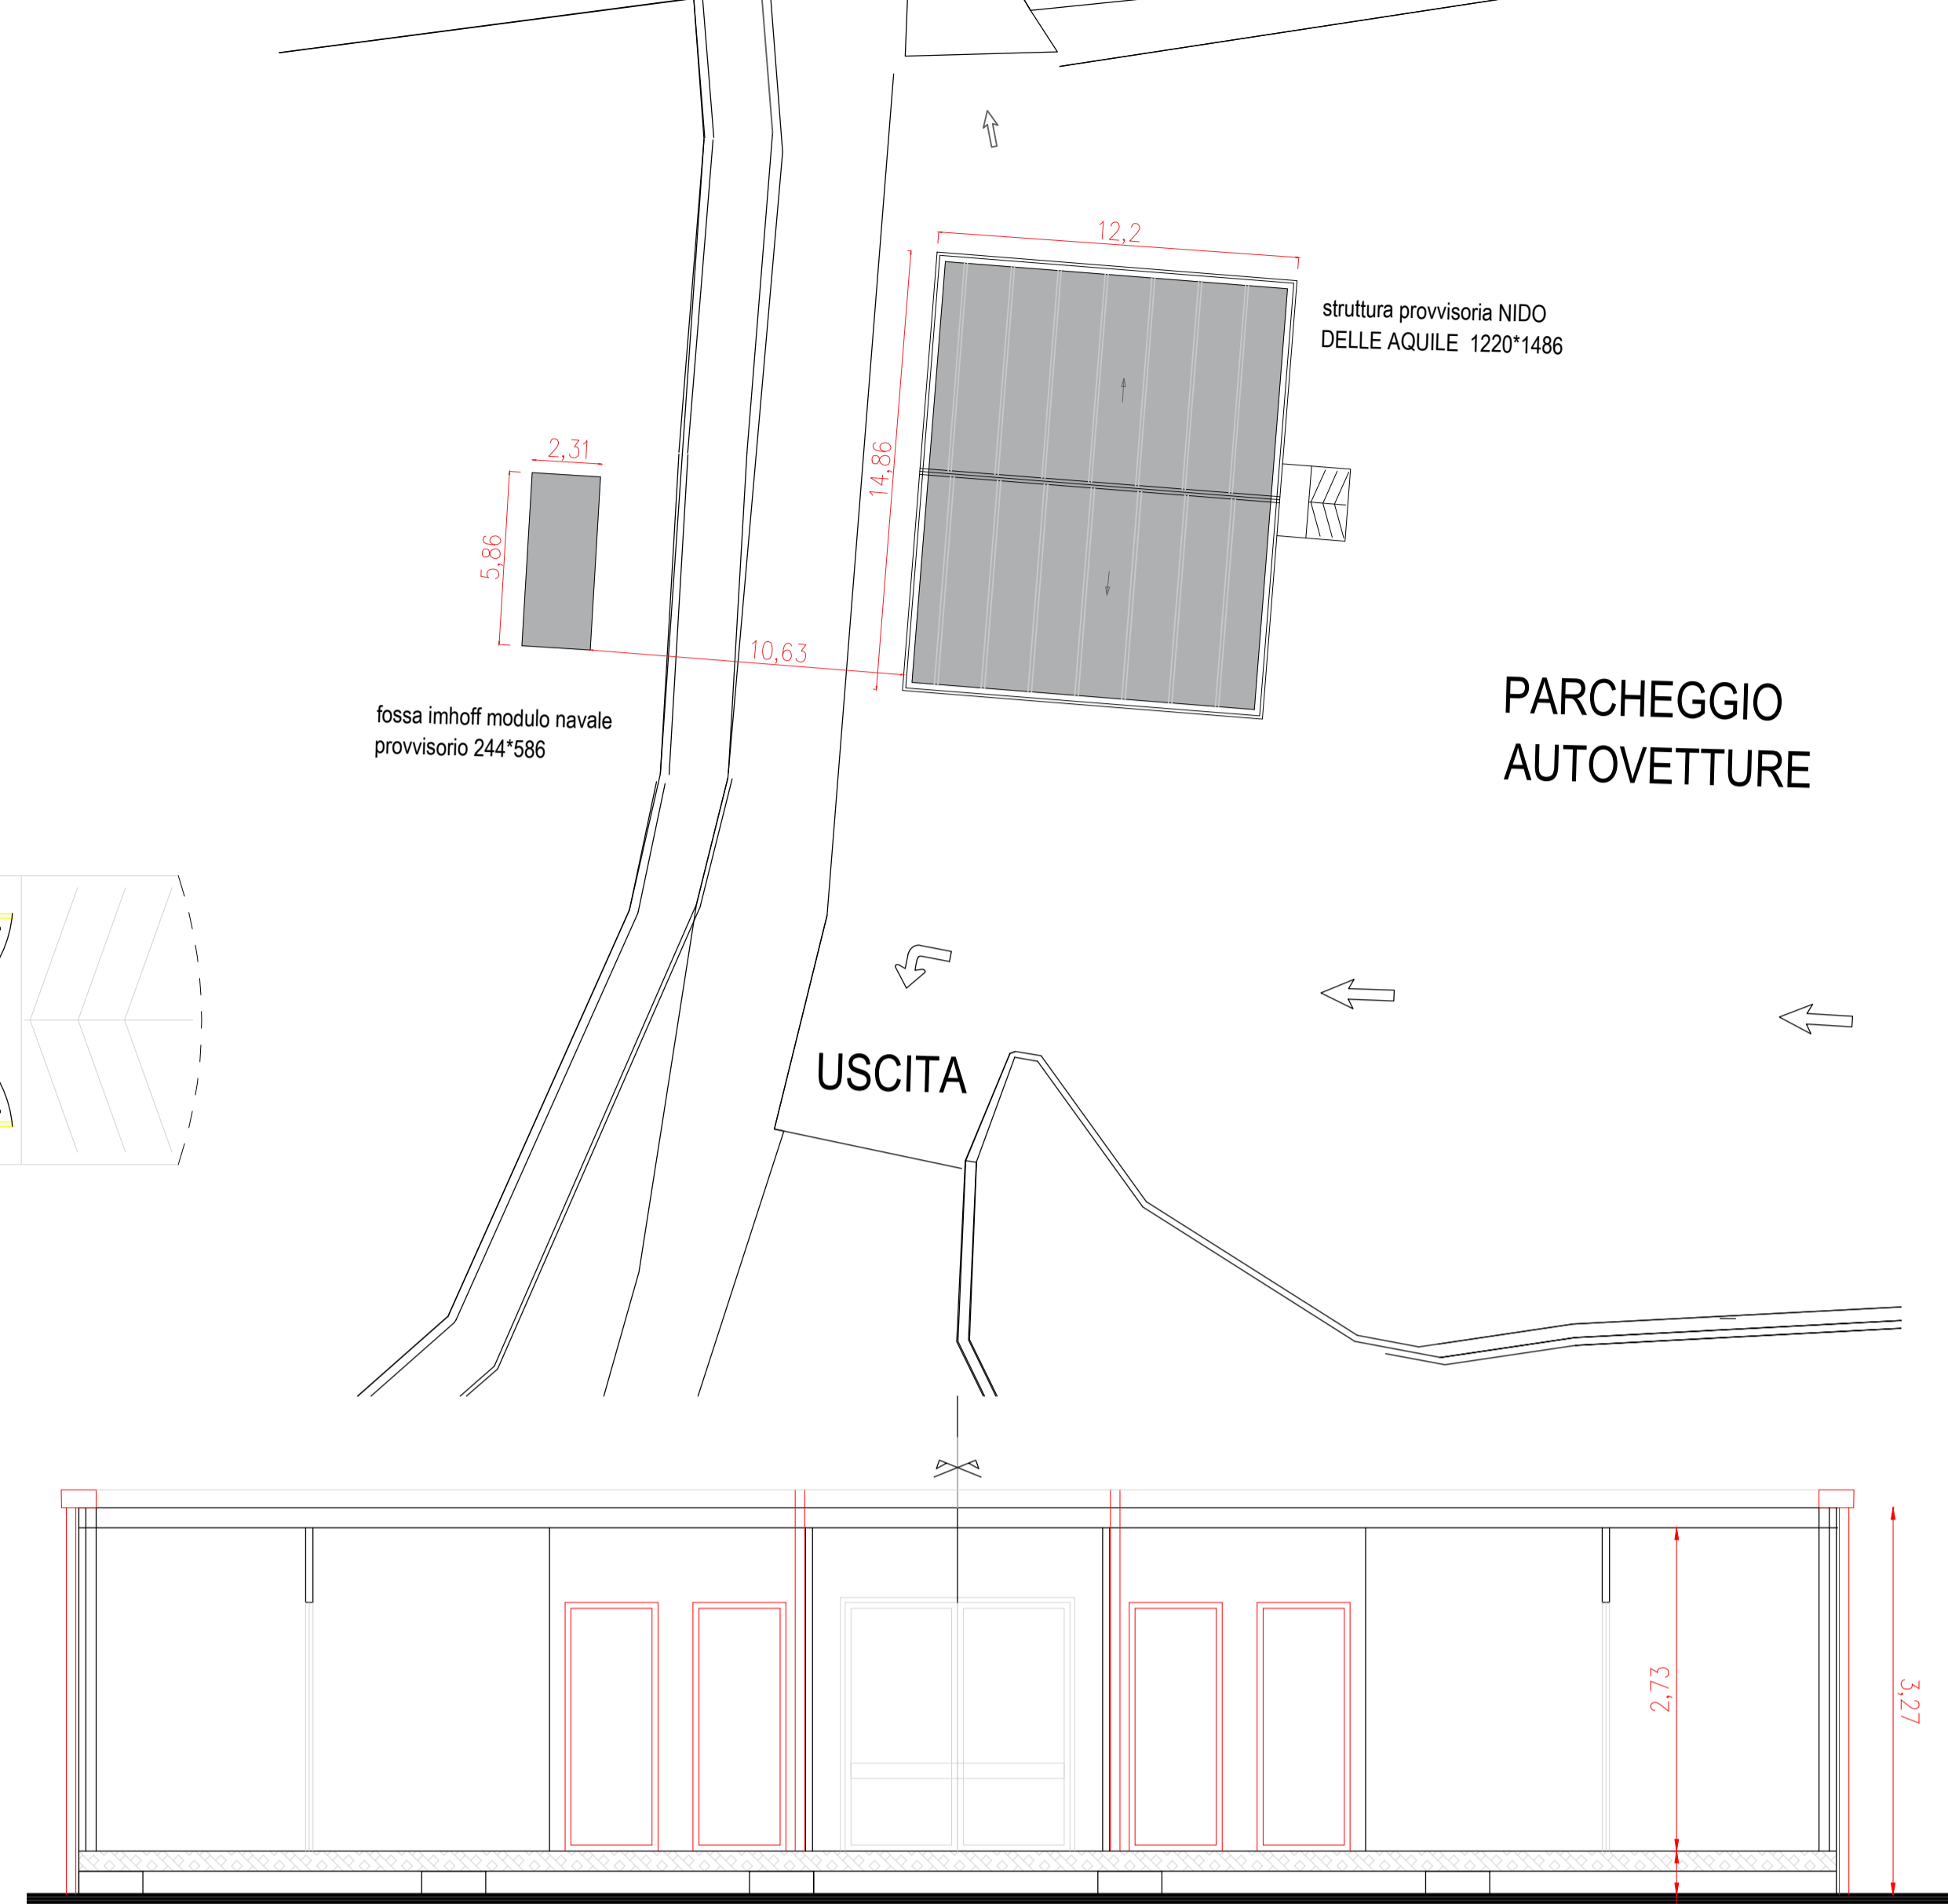 12,2
struttura provvisoria NIDO
DELLE AQUILE 1220*1486
14,86
2,31
5,86
10,63
fossa imhoff modulo navale
provvisorio 244*586
PARCHEGGIO
AUTOVETTURE
USCITA
2,73
3,27